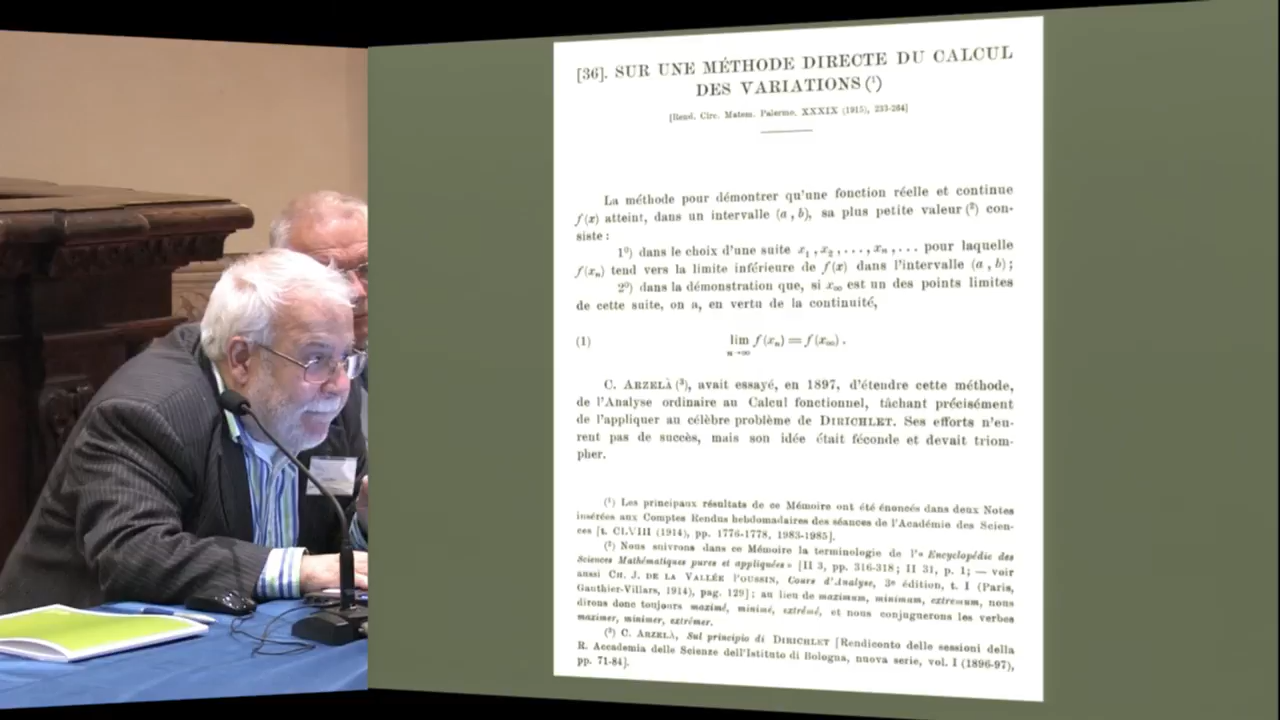 [36]. SUR UNE MÉTHODE DIRECTE DU CALCUL
DES VARIATIONS (¹)
[Rend. Circ. Matem. Palermo, XXXIX (1915), 233-264]
La méthode pour démontrer qu'une fonction réelle et continue
f(x) atteint, dans un intervalle (a, b), sa plus petite valeur (²) con-
siste :
1⁰) dans le choix d'une suite x₁, x₂, ...., xₙ, ... pour laquelle
f(xₙ) tend vers la limite inférieure de f(x) dans l'intervalle (a, b);
2⁰) dans la démonstration que, si x∞ est un des points limites
de cette suite, on a, en vertu de la continuité,
(1) lim f(xₙ) = f(x∞).
n→∞
C. ARZELÀ (³), avait essayé, en 1897, d'étendre cette méthode,
de l'Analyse ordinaire au Calcul fonctionnel, tâchant précisément
de l'appliquer au célèbre problème de DIRICHLET. Ses efforts n'eu-
rent pas de succès, mais son idée était féconde et devait triom-
pher.
(¹) Les principaux résultats de ce Mémoire ont été énoncés dans deux Notes
insérées aux Comptes Rendus hebdomadaires des séances de l'Académie des Scien-
ces [t. CLVIII (1914), pp. 1776-1778, 1983-1985].
(²) Nous suivrons dans ce Mémoire la terminologie de l'« Encyclopédie des
Sciences Mathématiques pures et appliquées » [II 3, pp. 316-318; II 31, p. 1; — voir
aussi CH. J. DE LA VALLÉE POUSSIN, Cours d'Analyse, 3ᵉ édition, t. I (Paris,
Gauthier-Villars, 1914), pag. 129]; au lieu de maximum, minimum, extremum, nous
dirons donc toujours maximé, minimé, extrémé, et nous conjuguerons les verbes
maximer, minimer, extrémer.
(³) C. ARZELÀ, Sul principio di DIRICHLET [Rendiconto delle sessioni della
R. Accademia delle Scienze dell'Istituto di Bologna, nuova serie, vol. I (1896-97),
pp. 71-84].